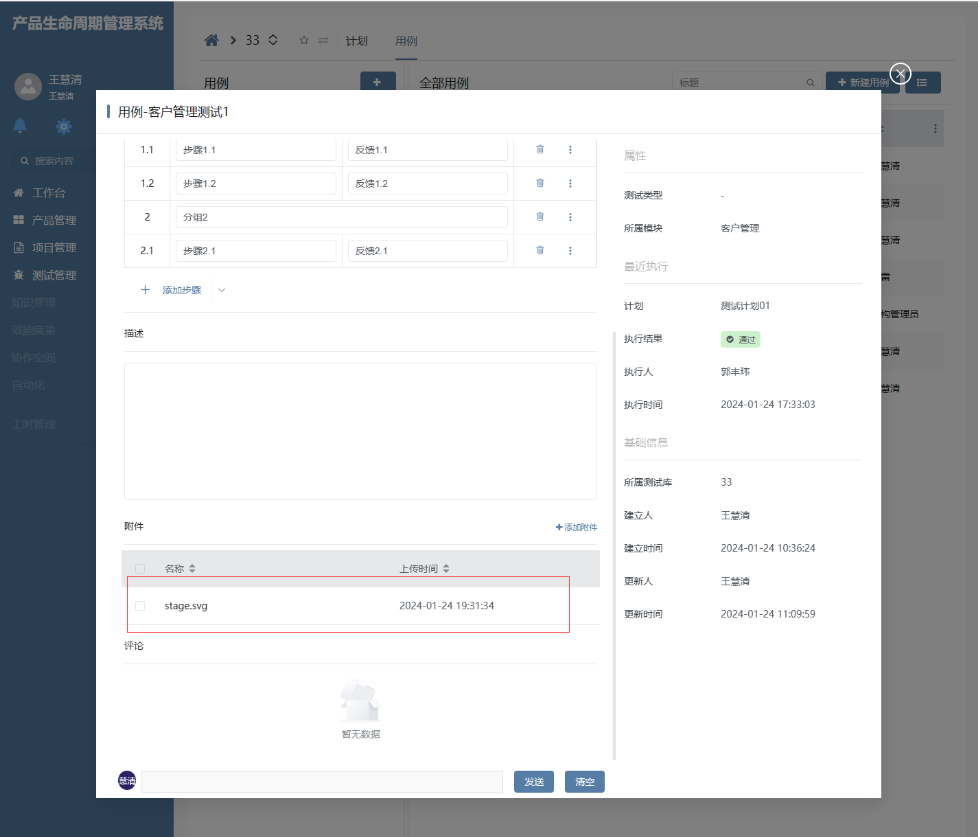 产品生命周期管理系统
33
计划
用例
王慧清
王慧清
搜索内容
工作台
产品管理
项目管理
测试管理
知识管理
效能度量
协作空间
自动化
工时管理
用例
全部用例
标题
新建用例
用例-客户管理测试1
1.1 步骤1.1 反馈1.1
1.2 步骤1.2 反馈1.2
2 分组2
2.1 步骤2.1 反馈2.1
添加步骤
描述
附件
添加附件
名称
上传时间
stage.svg
2024-01-24 19:31:34
评论
暂无数据
慧清
发送
清空
属性
测试类型 -
所属模块 客户管理
最近执行
计划 测试计划01
执行结果 通过
执行人 郭丰玮
执行时间 2024-01-24 17:33:03
基础信息
所属测试库 33
建立人 王慧清
建立时间 2024-01-24 10:36:24
更新人 王慧清
更新时间 2024-01-24 11:09:59
慧清
慧清
慧清
雷
构管理员
慧清
慧清